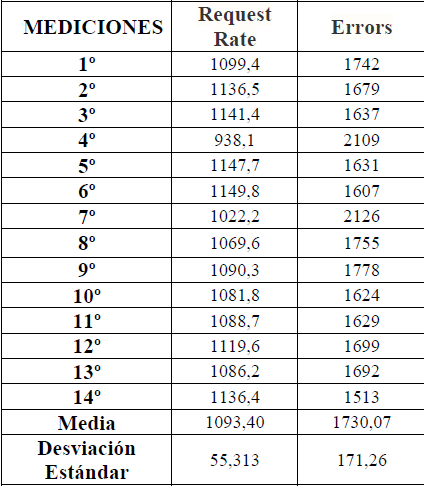 MEDICIONES Request Rate Errors
1º 1099,4 1742
2º 1136,5 1679
3º 1141,4 1637
4º 938,1 2109
5º 1147,7 1631
6º 1149,8 1607
7º 1022,2 2126
8º 1069,6 1755
9º 1090,3 1778
10º 1081,8 1624
11º 1088,7 1629
12º 1119,6 1699
13º 1086,2 1692
14º 1136,4 1513
Media 1093,40 1730,07
Desviación Estándar 55,313 171,26